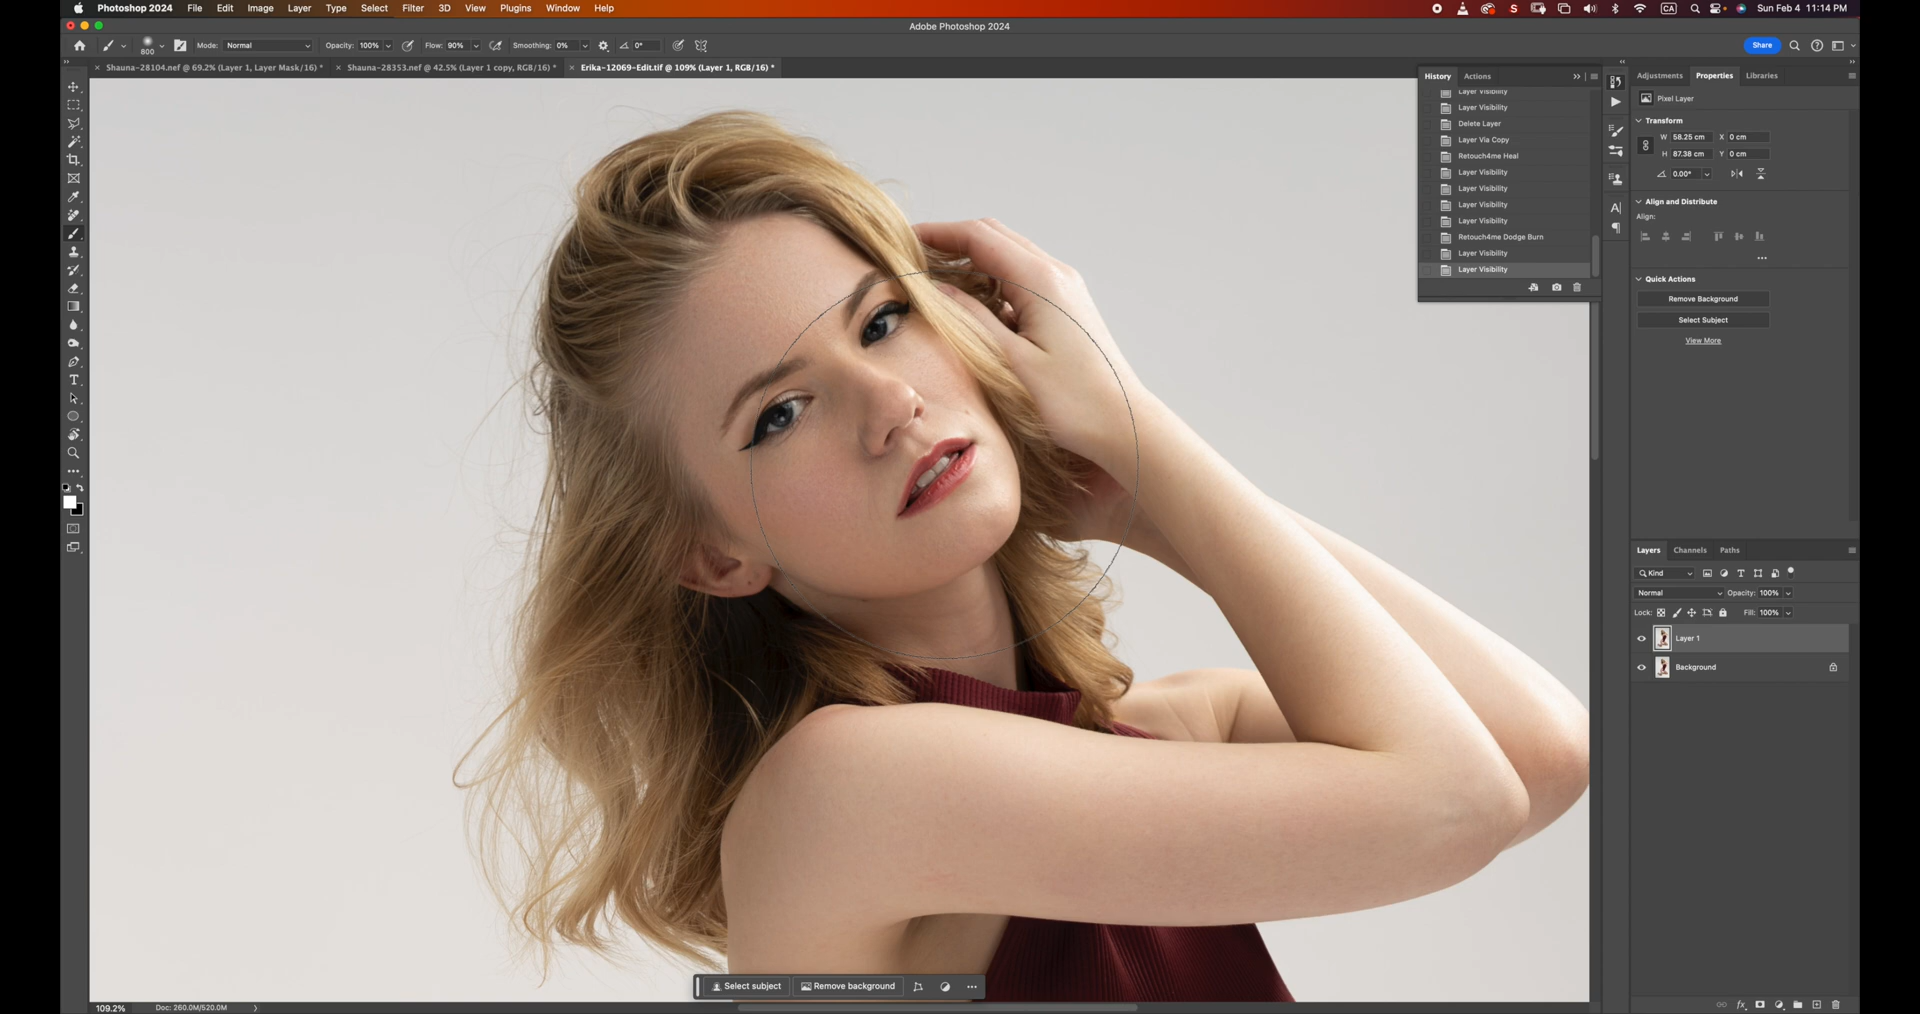 Photoshop 2024 File Edit Image Layer Type Select Filter 3D View Plugins Window Help
CA Sun Feb 4 11:14 PM
Adobe Photoshop 2024
800 Mode: Normal Opacity: 100% Flow: 90% Smoothing: 0% 0° Share
× Shauna-28104.nef @ 69.2% (Layer 1, Layer Mask/16) * × Shauna-28353.nef @ 42.5% (Layer 1 copy, RGB/16) * × Erika-12069-Edit.tif @ 109% (Layer 1, RGB/16) *
History Actions
Layer Visibility
Layer Visibility
Delete Layer
Layer Via Copy
Retouch4me Heal
Layer Visibility
Layer Visibility
Layer Visibility
Layer Visibility
Retouch4me Dodge Burn
Layer Visibility
Layer Visibility
Adjustments Properties Libraries
Pixel Layer
Transform
W 58.25 cm X 0 cm
H 87.38 cm Y 0 cm
0.00°
Align and Distribute
Align:
Quick Actions
Remove Background
Select Subject
View More
Layers Channels Paths
Kind
Normal Opacity: 100%
Lock: Fill: 100%
Layer 1
Background
Select subject Remove background
109.2% Doc: 260.0M/520.0M